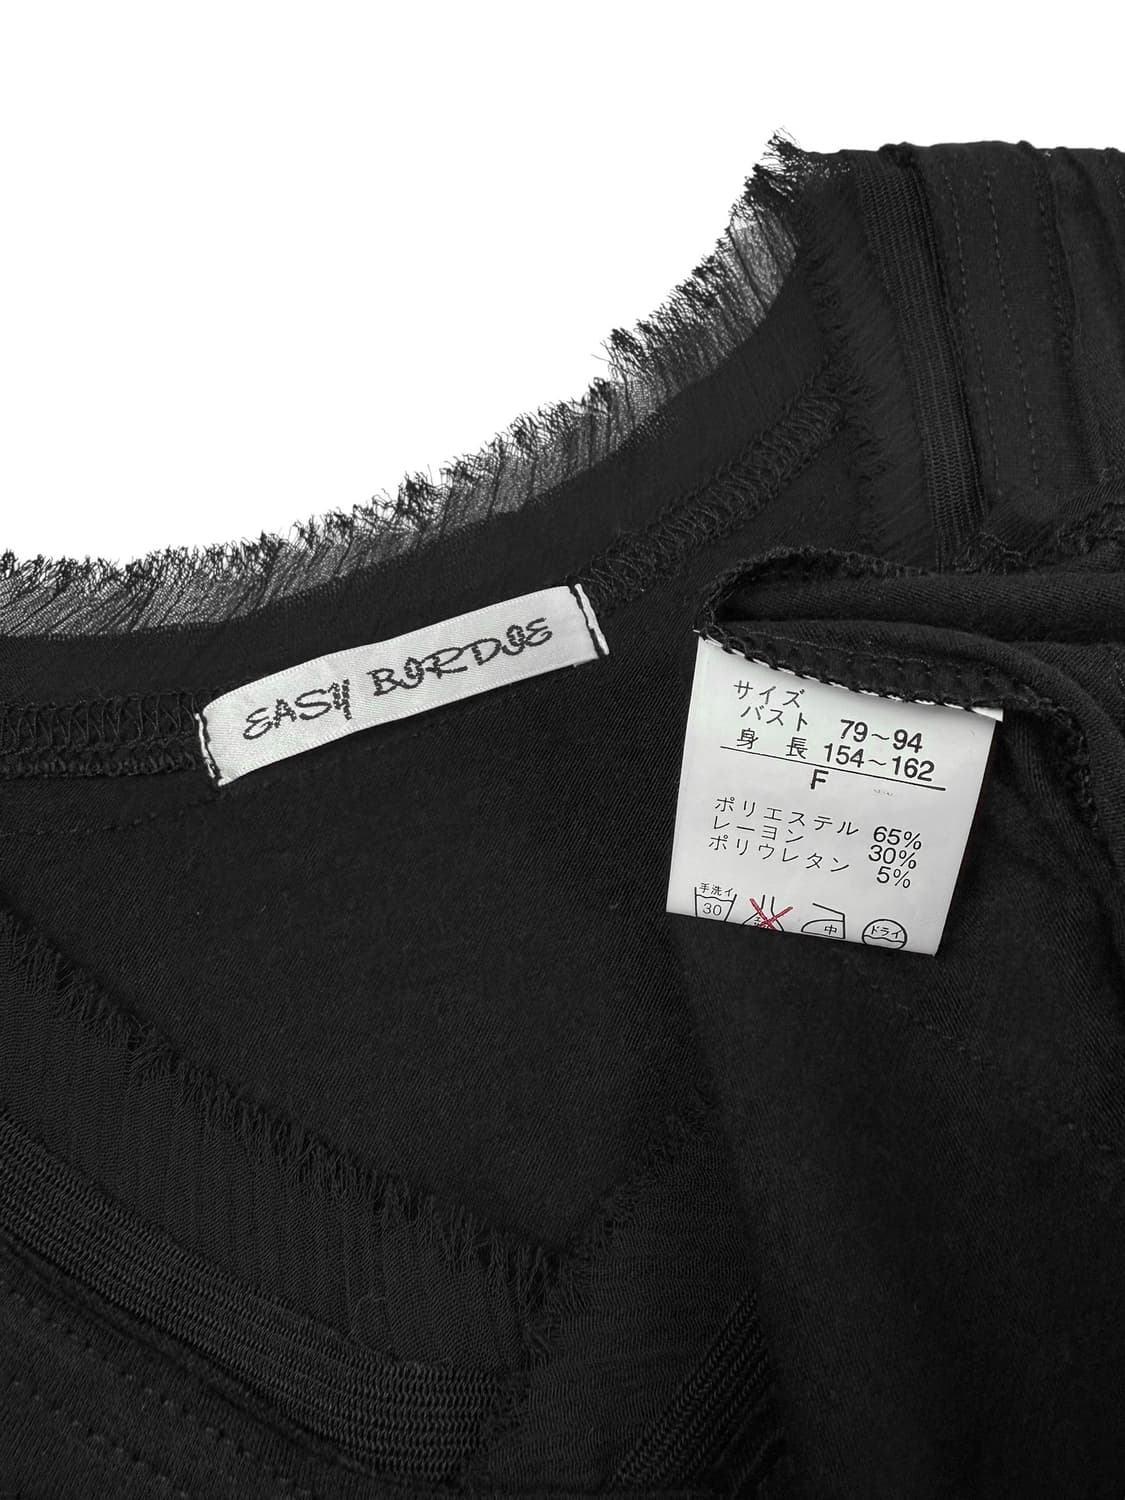 EASY BORDOE
サイズ
バスト 79～94
身 長 154～162
F
ポリエステル 65%
レーヨン 30%
ポリウレタン 5%
手洗イ 30 中 ドライ